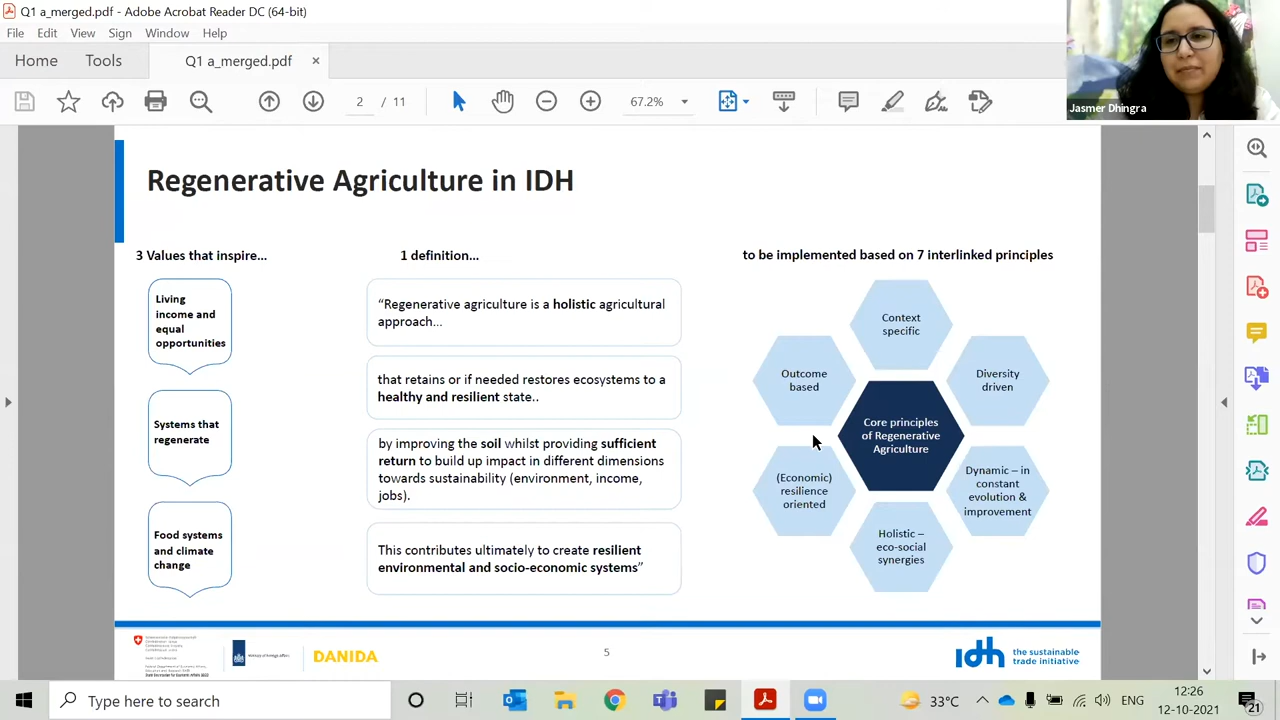 Q1 a_merged.pdf - Adobe Acrobat Reader DC (64-bit)
File Edit View Sign Window Help
Home Tools Q1 a_merged.pdf ×
2 / 11 67.2%
Jasmer Dhingra
Regenerative Agriculture in IDH
3 Values that inspire...
Living
income and
equal
opportunities
Systems that
regenerate
Food systems
and climate
change
1 definition...
“Regenerative agriculture is a holistic agricultural
approach...
that retains or if needed restores ecosystems to a
healthy and resilient state..
by improving the soil whilst providing sufficient
return to build up impact in different dimensions
towards sustainability (environment, income,
jobs).
This contributes ultimately to create resilient
environmental and socio-economic systems”
to be implemented based on 7 interlinked principles
Context
specific
Outcome
based
Diversity
driven
Core principles
of Regenerative
Agriculture
(Economic)
resilience
oriented
Dynamic – in
constant
evolution &
improvement
Holistic –
eco-social
synergies
DANIDA
5
idh the sustainable
trade initiative
Type here to search
33°C
ENG
12:26
12-10-2021
21